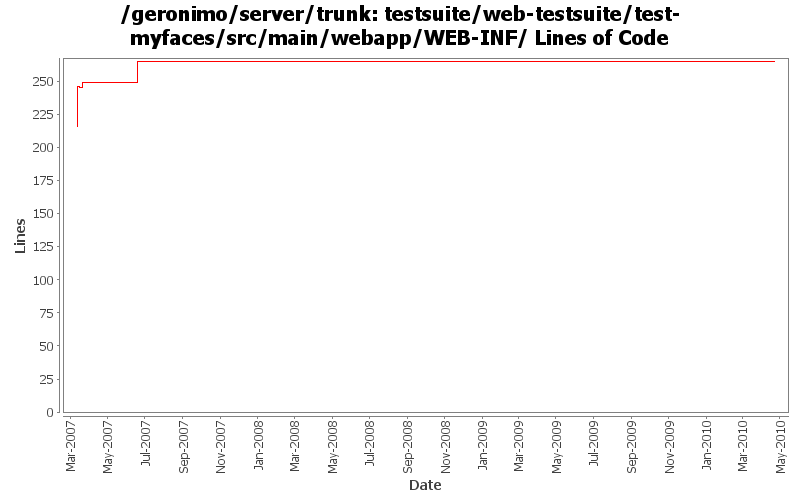 /geronimo/server/trunk: testsuite/web-testsuite/test-
myfaces/src/main/webapp/WEB-INF/ Lines of Code
Lines
250
225
200
175
150
125
100
75
50
25
0
Mar-2007
May-2007
Jul-2007
Sep-2007
Nov-2007
Jan-2008
Mar-2008
May-2008
Jul-2008
Sep-2008
Nov-2008
Jan-2009
Mar-2009
May-2009
Jul-2009
Sep-2009
Nov-2009
Jan-2010
Mar-2010
May-2010
Date